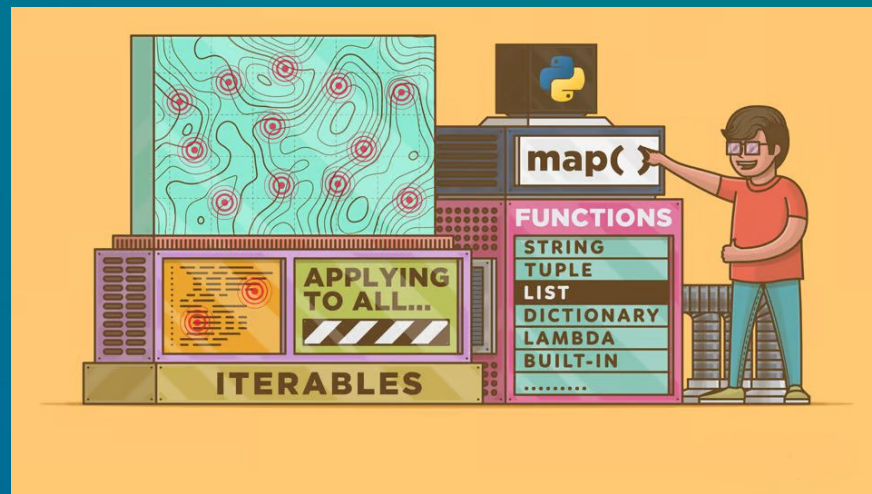 map( )
FUNCTIONS
STRING
TUPLE
LIST
DICTIONARY
LAMBDA
BUILT-IN
.........
APPLYING
TO ALL...
ITERABLES